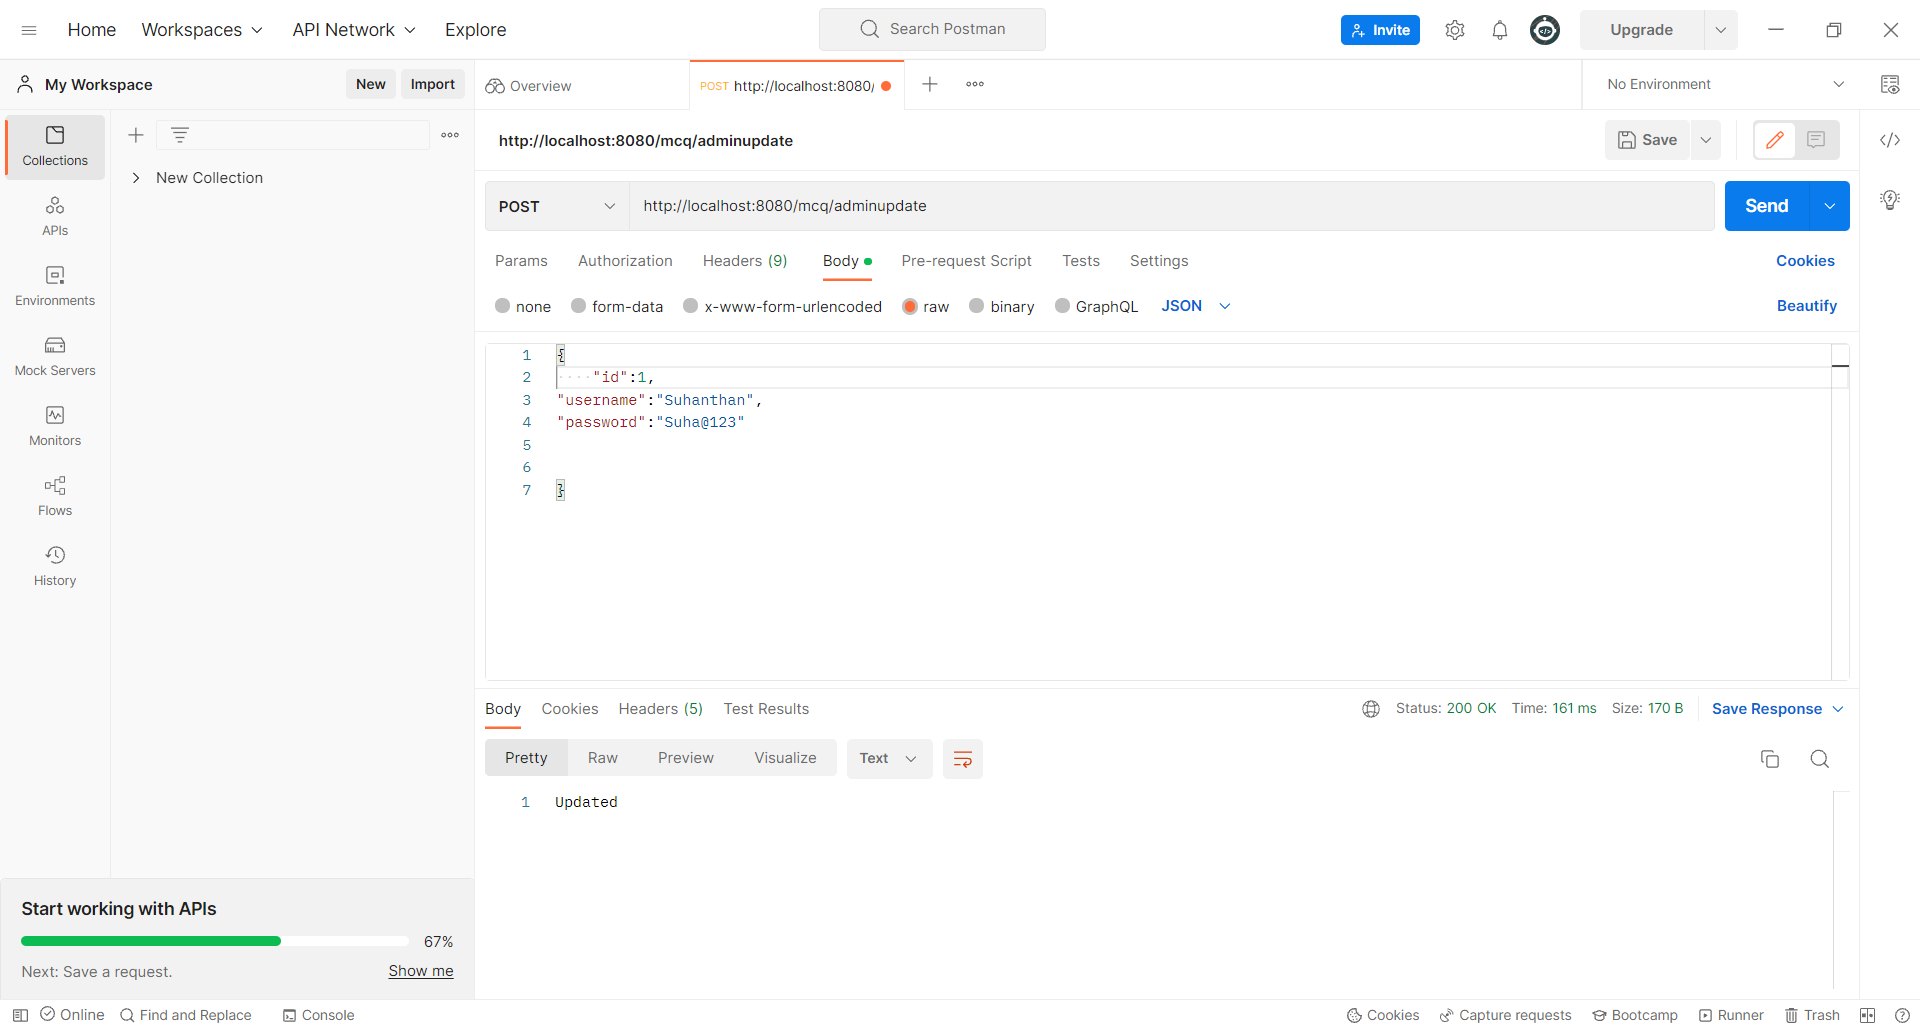 Home Workspaces API Network Explore Search Postman Invite Upgrade
My Workspace New Import Overview POST http://localhost:8080/ No Environment
Collections
New Collection
APIs
Environments
Mock Servers
Monitors
Flows
History
http://localhost:8080/mcq/adminupdate Save
POST http://localhost:8080/mcq/adminupdate Send
Params Authorization Headers (9) Body Pre-request Script Tests Settings Cookies
none form-data x-www-form-urlencoded raw binary GraphQL JSON Beautify
1 {
2 "id":1,
3 "username":"Suhanthan",
4 "password":"Suha@123"
5
6
7 }
Body Cookies Headers (5) Test Results Status: 200 OK Time: 161 ms Size: 170 B Save Response
Pretty Raw Preview Visualize Text
1 Updated
Start working with APIs
67%
Next: Save a request. Show me
Online Find and Replace Console Cookies Capture requests Bootcamp Runner Trash